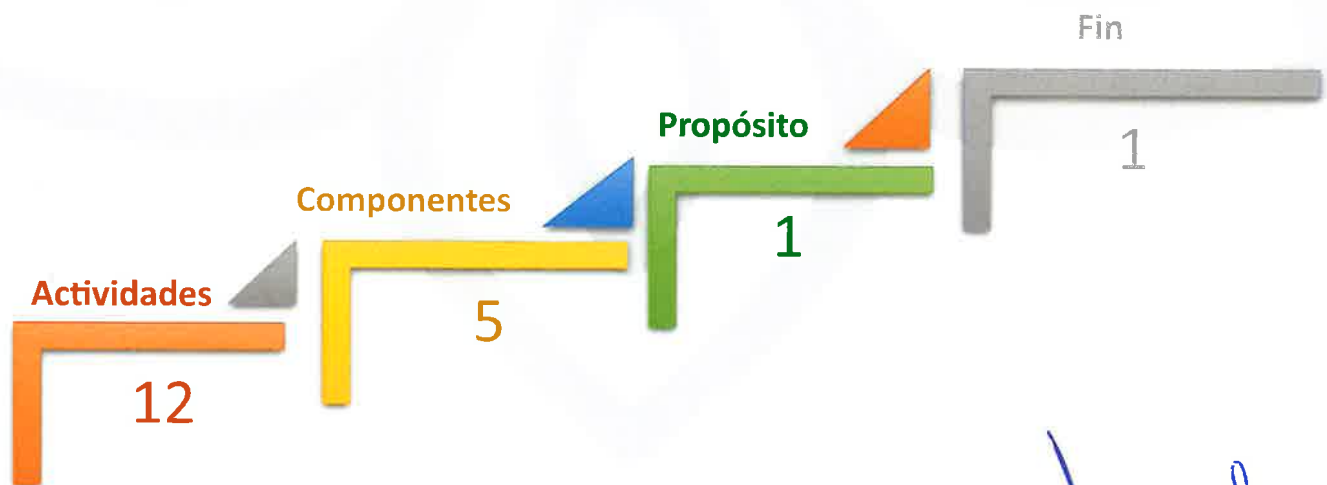 Fin
1
Propósito
1
Componentes
5
Actividades
12